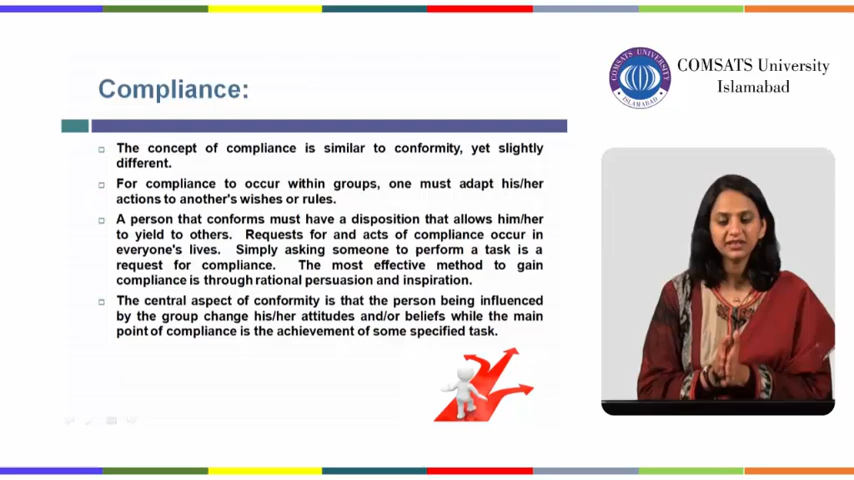 COMSATS University
Islamabad
COMSATS UNIVERSITY
ISLAMABAD
Compliance:
The concept of compliance is similar to conformity, yet slightly
different.
For compliance to occur within groups, one must adapt his/her
actions to another's wishes or rules.
A person that conforms must have a disposition that allows him/her
to yield to others. Requests for and acts of compliance occur in
everyone's lives. Simply asking someone to perform a task is a
request for compliance. The most effective method to gain
compliance is through rational persuasion and inspiration.
The central aspect of conformity is that the person being influenced
by the group change his/her attitudes and/or beliefs while the main
point of compliance is the achievement of some specified task.